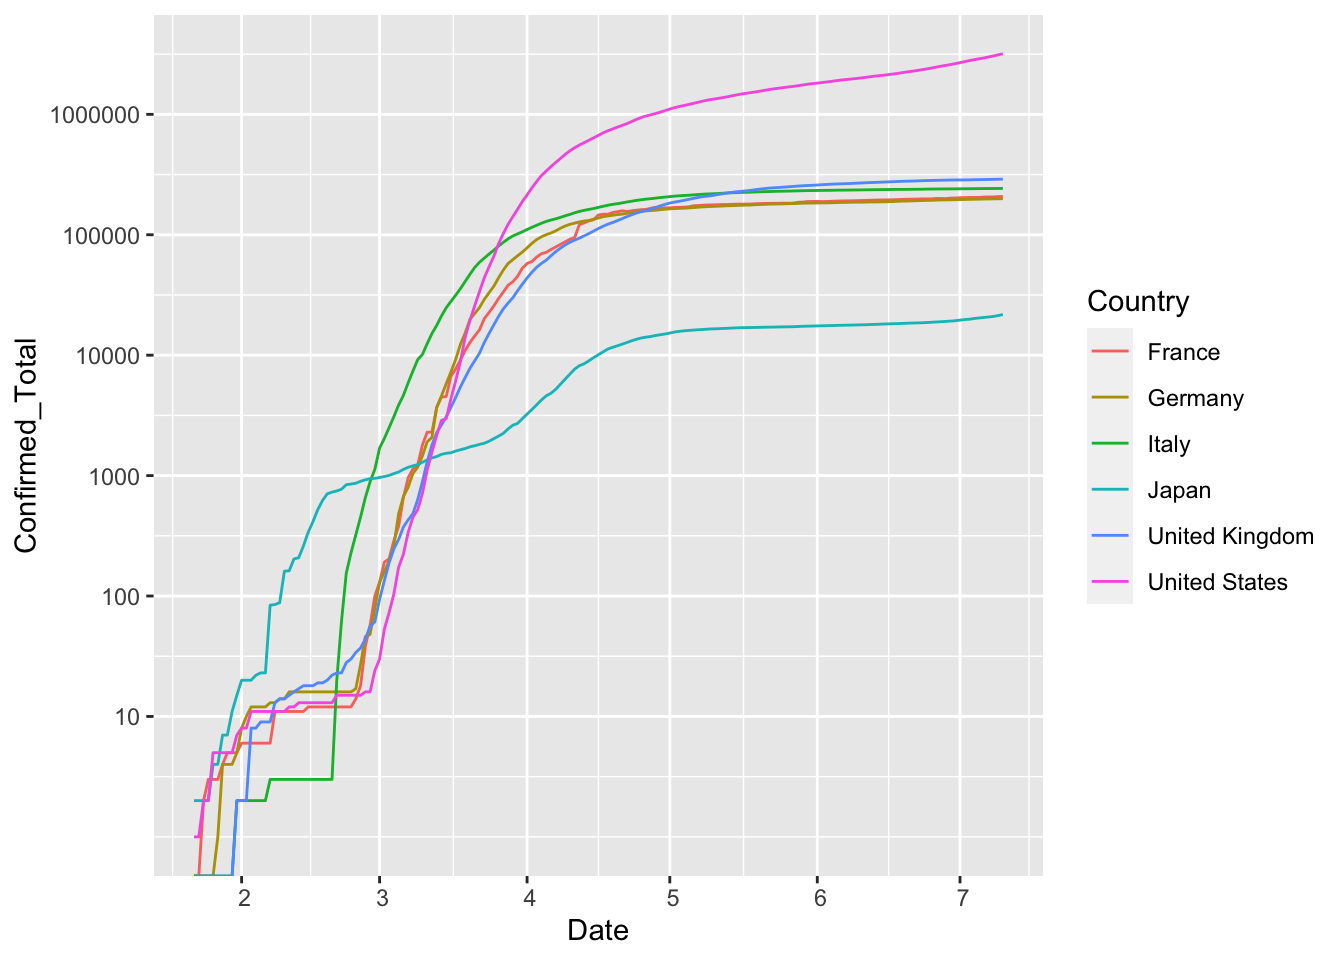 1000000
100000
10000
1000
100
10
Confirmed_Total
2 3 4 5 6 7
Date
Country
France
Germany
Italy
Japan
United Kingdom
United States